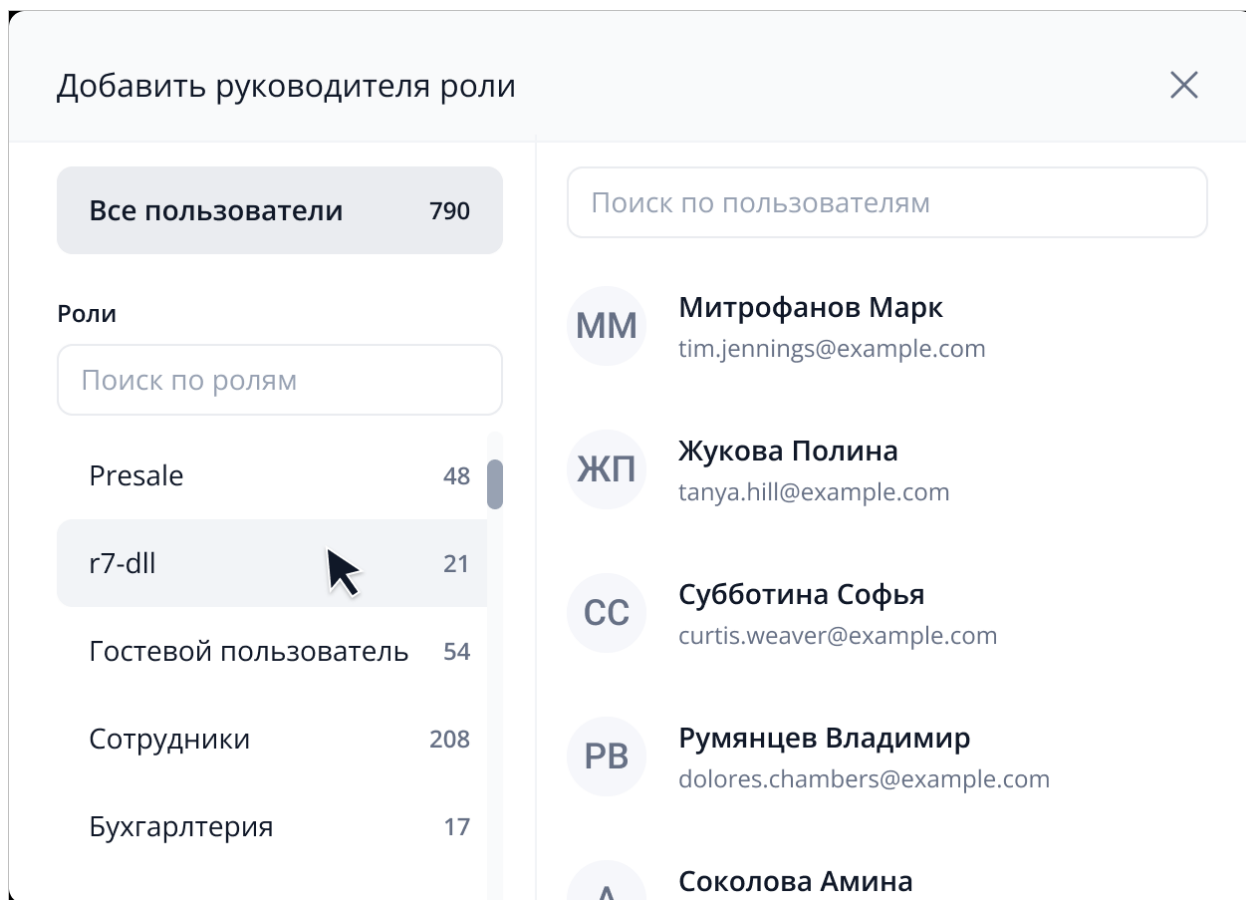 Добавить руководителя роли
Все пользователи 790
Роли
Поиск по ролям
Presale 48
r7-dll 21
Гостевой пользователь 54
Сотрудники 208
Бухгарлтерия 17
Поиск по пользователям
ММ
Митрофанов Марк
tim.jennings@example.com
ЖП
Жукова Полина
tanya.hill@example.com
СС
Субботина Софья
curtis.weaver@example.com
РВ
Румянцев Владимир
dolores.chambers@example.com
Соколова Амина